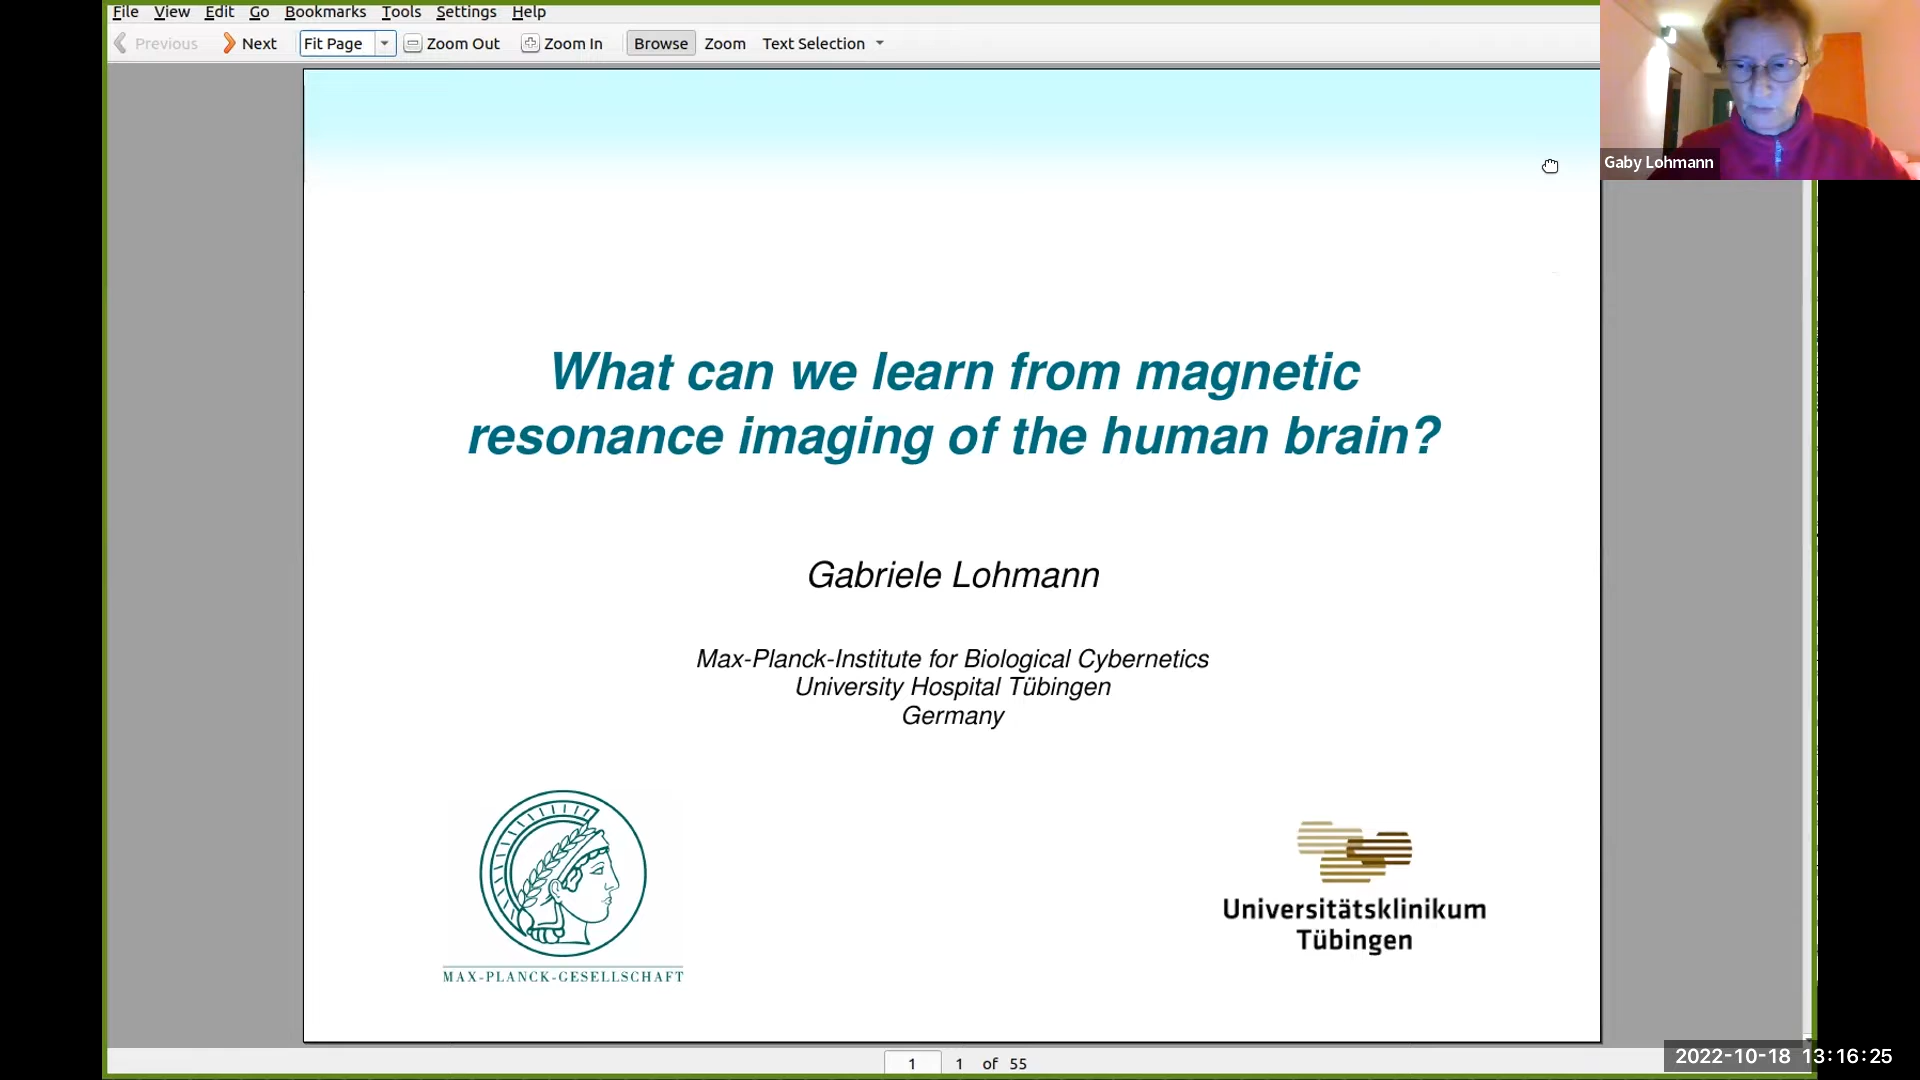 File View Edit Go Bookmarks Tools Settings Help
Previous Next Fit Page Zoom Out Zoom In Browse Zoom Text Selection
Gaby Lohmann
What can we learn from magnetic
resonance imaging of the human brain?
Gabriele Lohmann
Max-Planck-Institute for Biological Cybernetics
University Hospital Tübingen
Germany
MAX-PLANCK-GESELLSCHAFT
Universitätsklinikum
Tübingen
1 1 of 55
2022-10-18 13:16:25